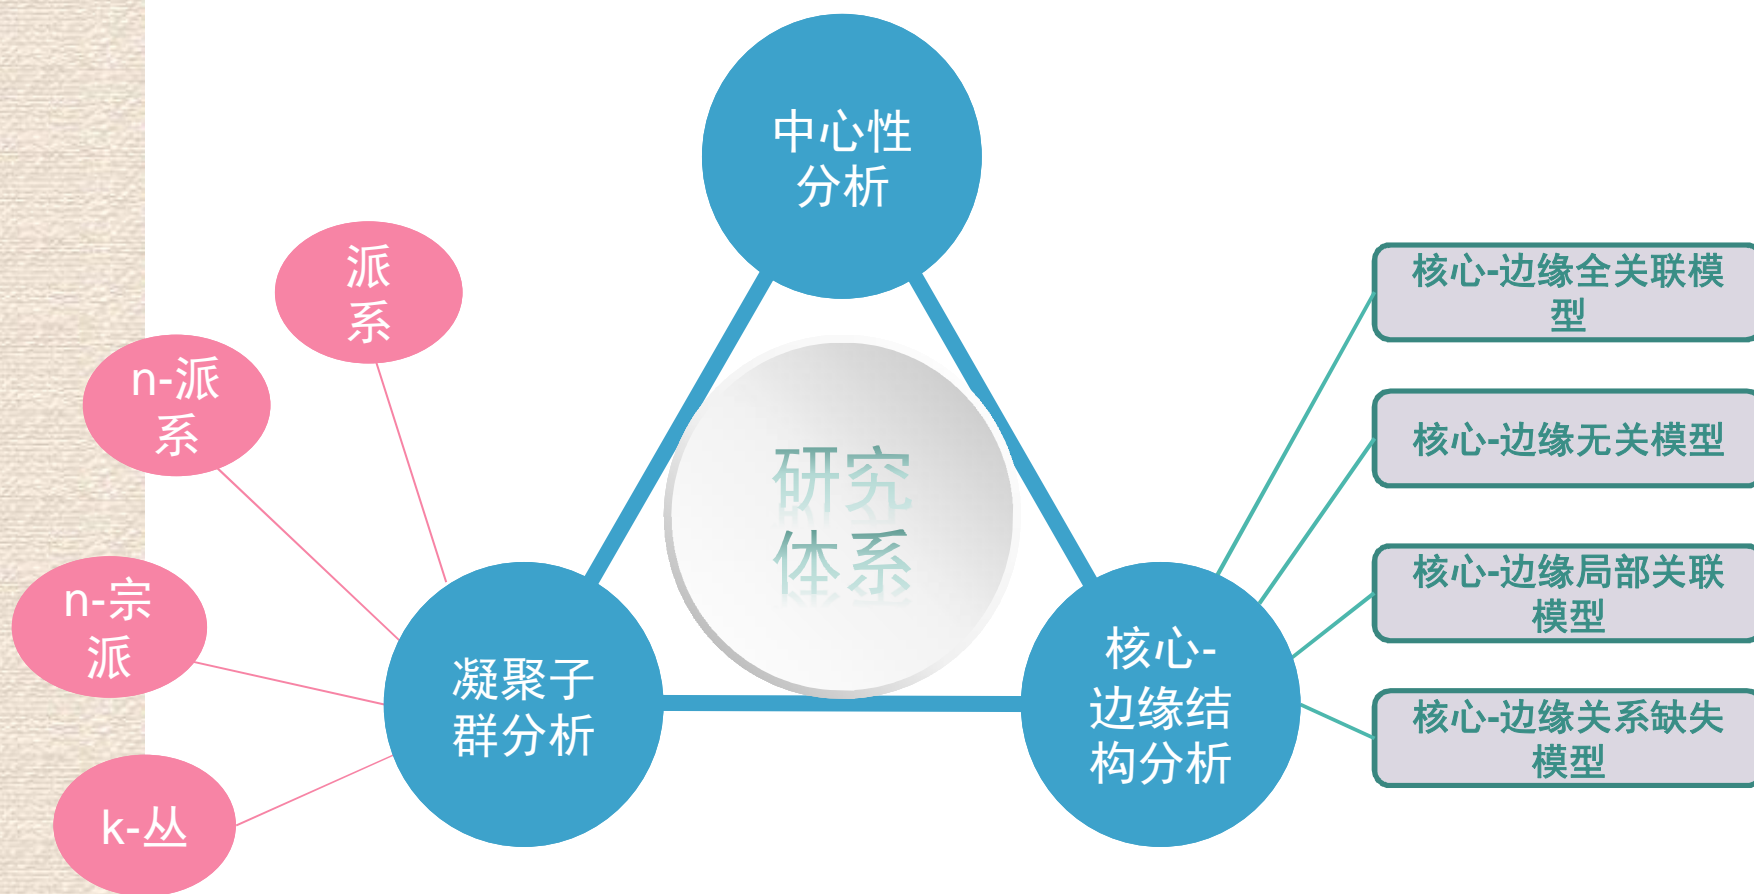 中心性
分析
派
系
n-派
系
n-宗
派
k-丛
凝聚子
群分析
研究
体系
核心-
边缘结
构分析
核心-边缘全关联模
型
核心-边缘无关模型
核心-边缘局部关联
模型
核心-边缘关系缺失
模型